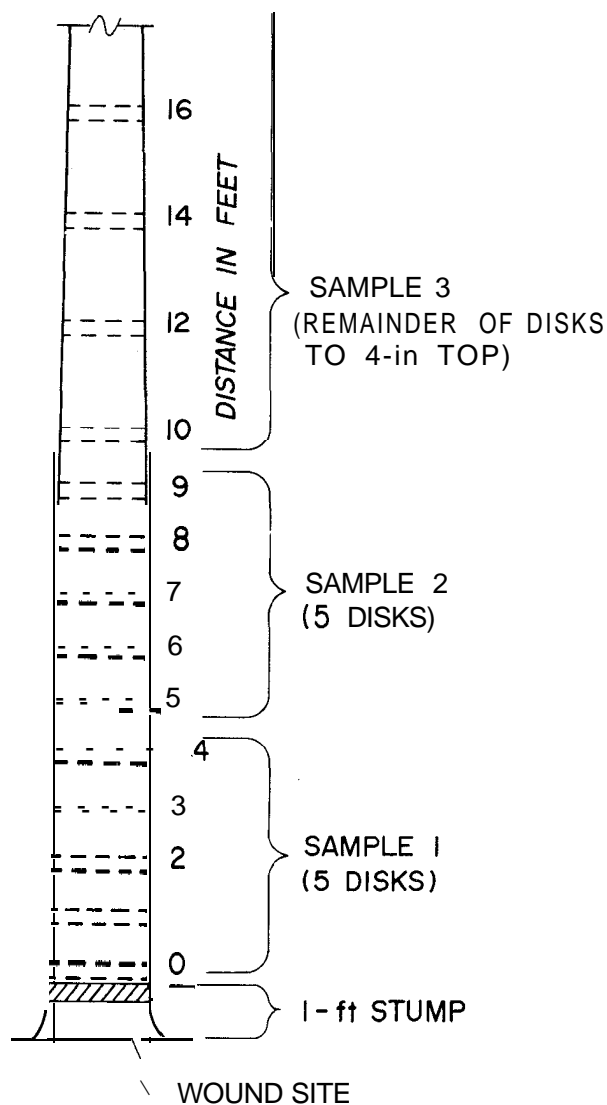 16
14
12
10
9
8
7
6
5
4
3
2
0
DISTANCE IN FEET
SAMPLE 3
(REMAINDER OF DISKS
TO 4-in TOP)
SAMPLE 2
(5 DISKS)
SAMPLE 1
(5 DISKS)
1-ft STUMP
WOUND SITE